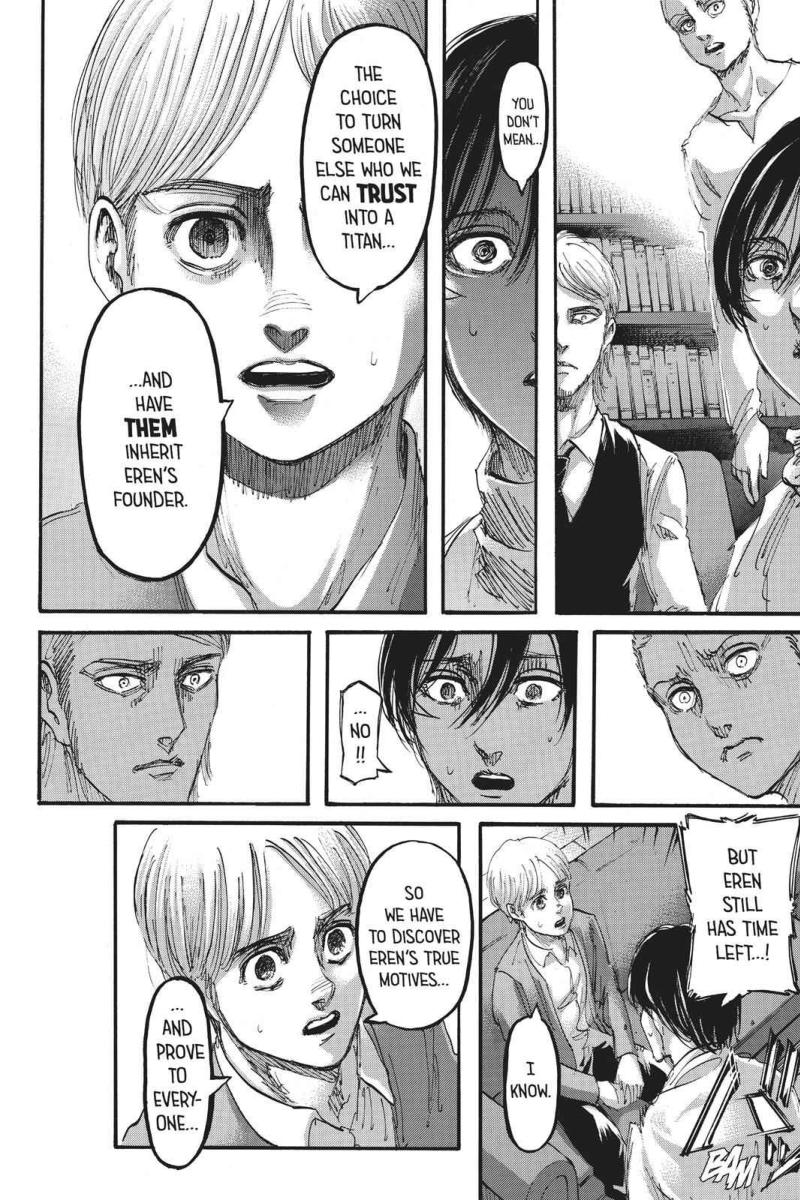 YOU
DON'T
MEAN...
THE
CHOICE
TO TURN
SOMEONE
ELSE WHO WE
CAN TRUST
INTO A
TITAN...
...AND
HAVE
THEM
INHERIT
EREN'S
FOUNDER.
...
NO
!!
BUT
EREN
STILL
HAS TIME
LEFT...!
I
KNOW.
BAM
SO
WE HAVE
TO DISCOVER
EREN'S TRUE
MOTIVES...
...
AND
PROVE
TO
EVERY-
ONE...